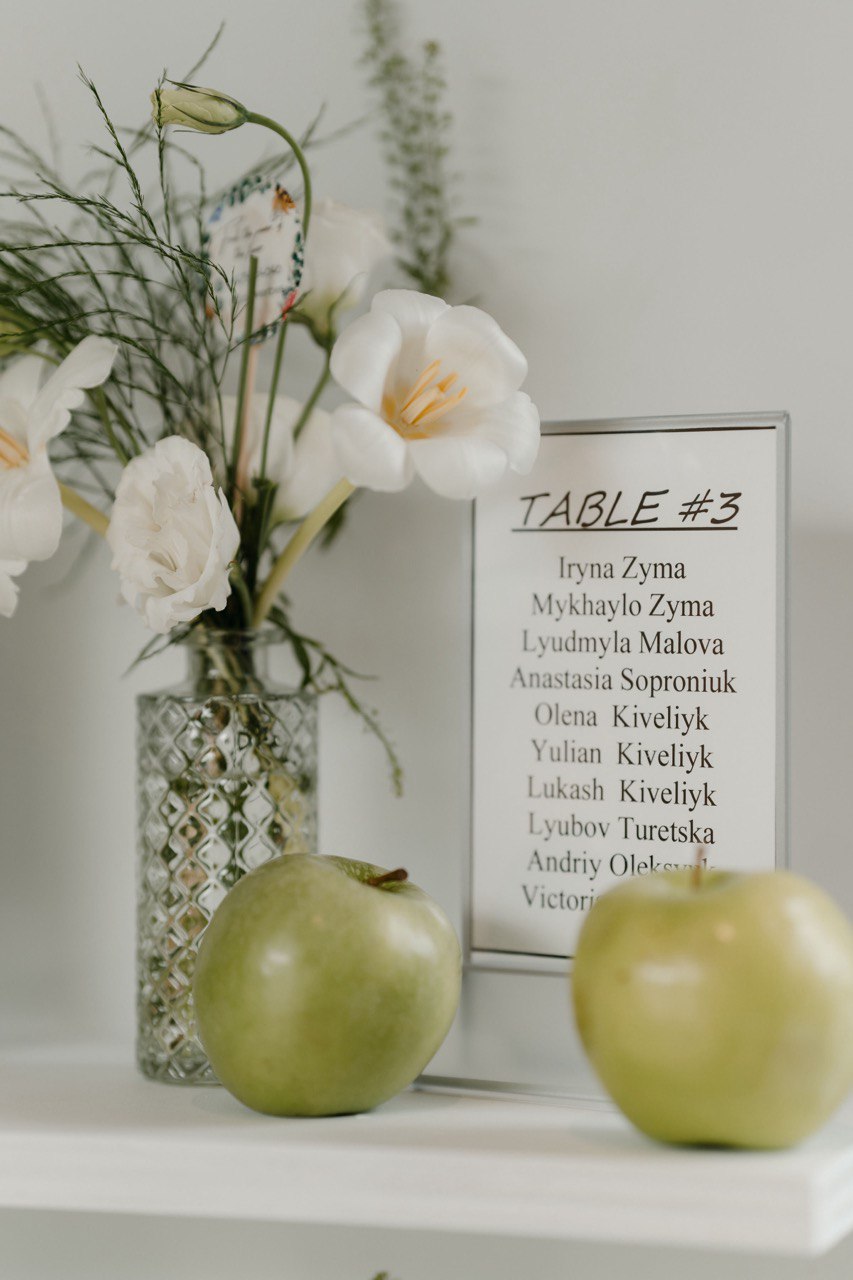 TABLE #3
Iryna Zyma
Mykhaylo Zyma
Lyudmyla Malova
Anastasia Soproniuk
Olena Kiveliyk
Yulian Kiveliyk
Lukash Kiveliyk
Lyubov Turetska
Andriy